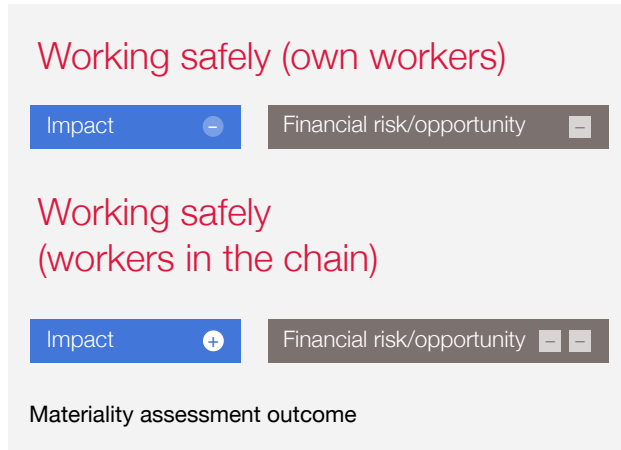 Working safely (own workers)
Impact –
Financial risk/opportunity –
Working safely
(workers in the chain)
Impact +
Financial risk/opportunity – –
Materiality assessment outcome